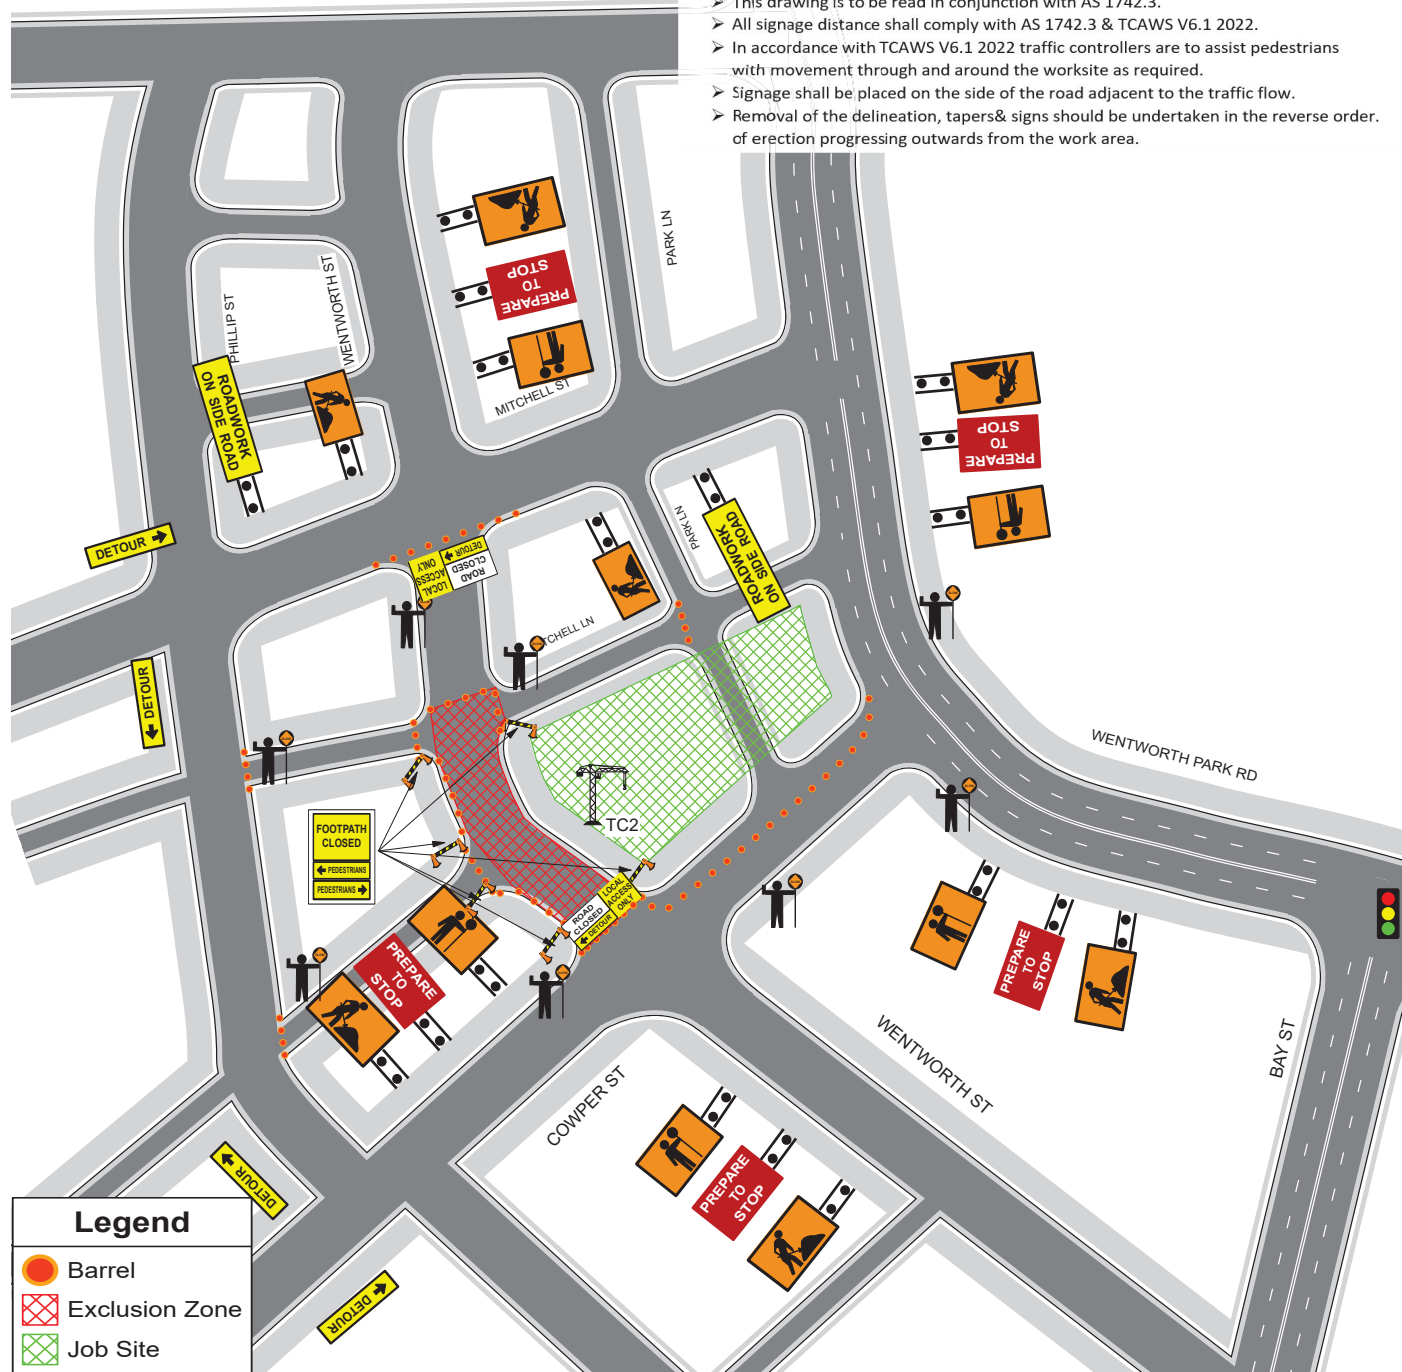 This drawing is to be read in conjunction with AS 1742.3.
All signage distance shall comply with AS 1742.3 & TCAWS V6.1 2022.
In accordance with TCAWS V6.1 2022 traffic controllers are to assist pedestrians
with movement through and around the worksite as required.
Signage shall be placed on the side of the road adjacent to the traffic flow.
Removal of the delineation, tapers& signs should be undertaken in the reverse order.
of erection progressing outwards from the work area.
PARK LN
PREPARE
TO
STOP
PHILLIP ST
WENTWORTH ST
MITCHELL ST
ROADWORK
ON SIDE ROAD
PREPARE
TO
STOP
PARK LN
ROADWORK
ON SIDE ROAD
DETOUR
LOCAL
ACCESS
ONLY
DETOUR
ROAD
CLOSED
TCHELL LN
DETOUR
WENTWORTH PARK RD
TC2
FOOTPATH
CLOSED
PEDESTRIANS
PEDESTRIANS
ROAD
CLOSED
LOCAL
ACCESS
ONLY
DETOUR
PREPARE
TO
STOP
PREPARE
TO
STOP
WENTWORTH ST
BAY ST
COWPER ST
PREPARE
TO
STOP
DETOUR
DETOUR
Legend
Barrel
Exclusion Zone
Job Site